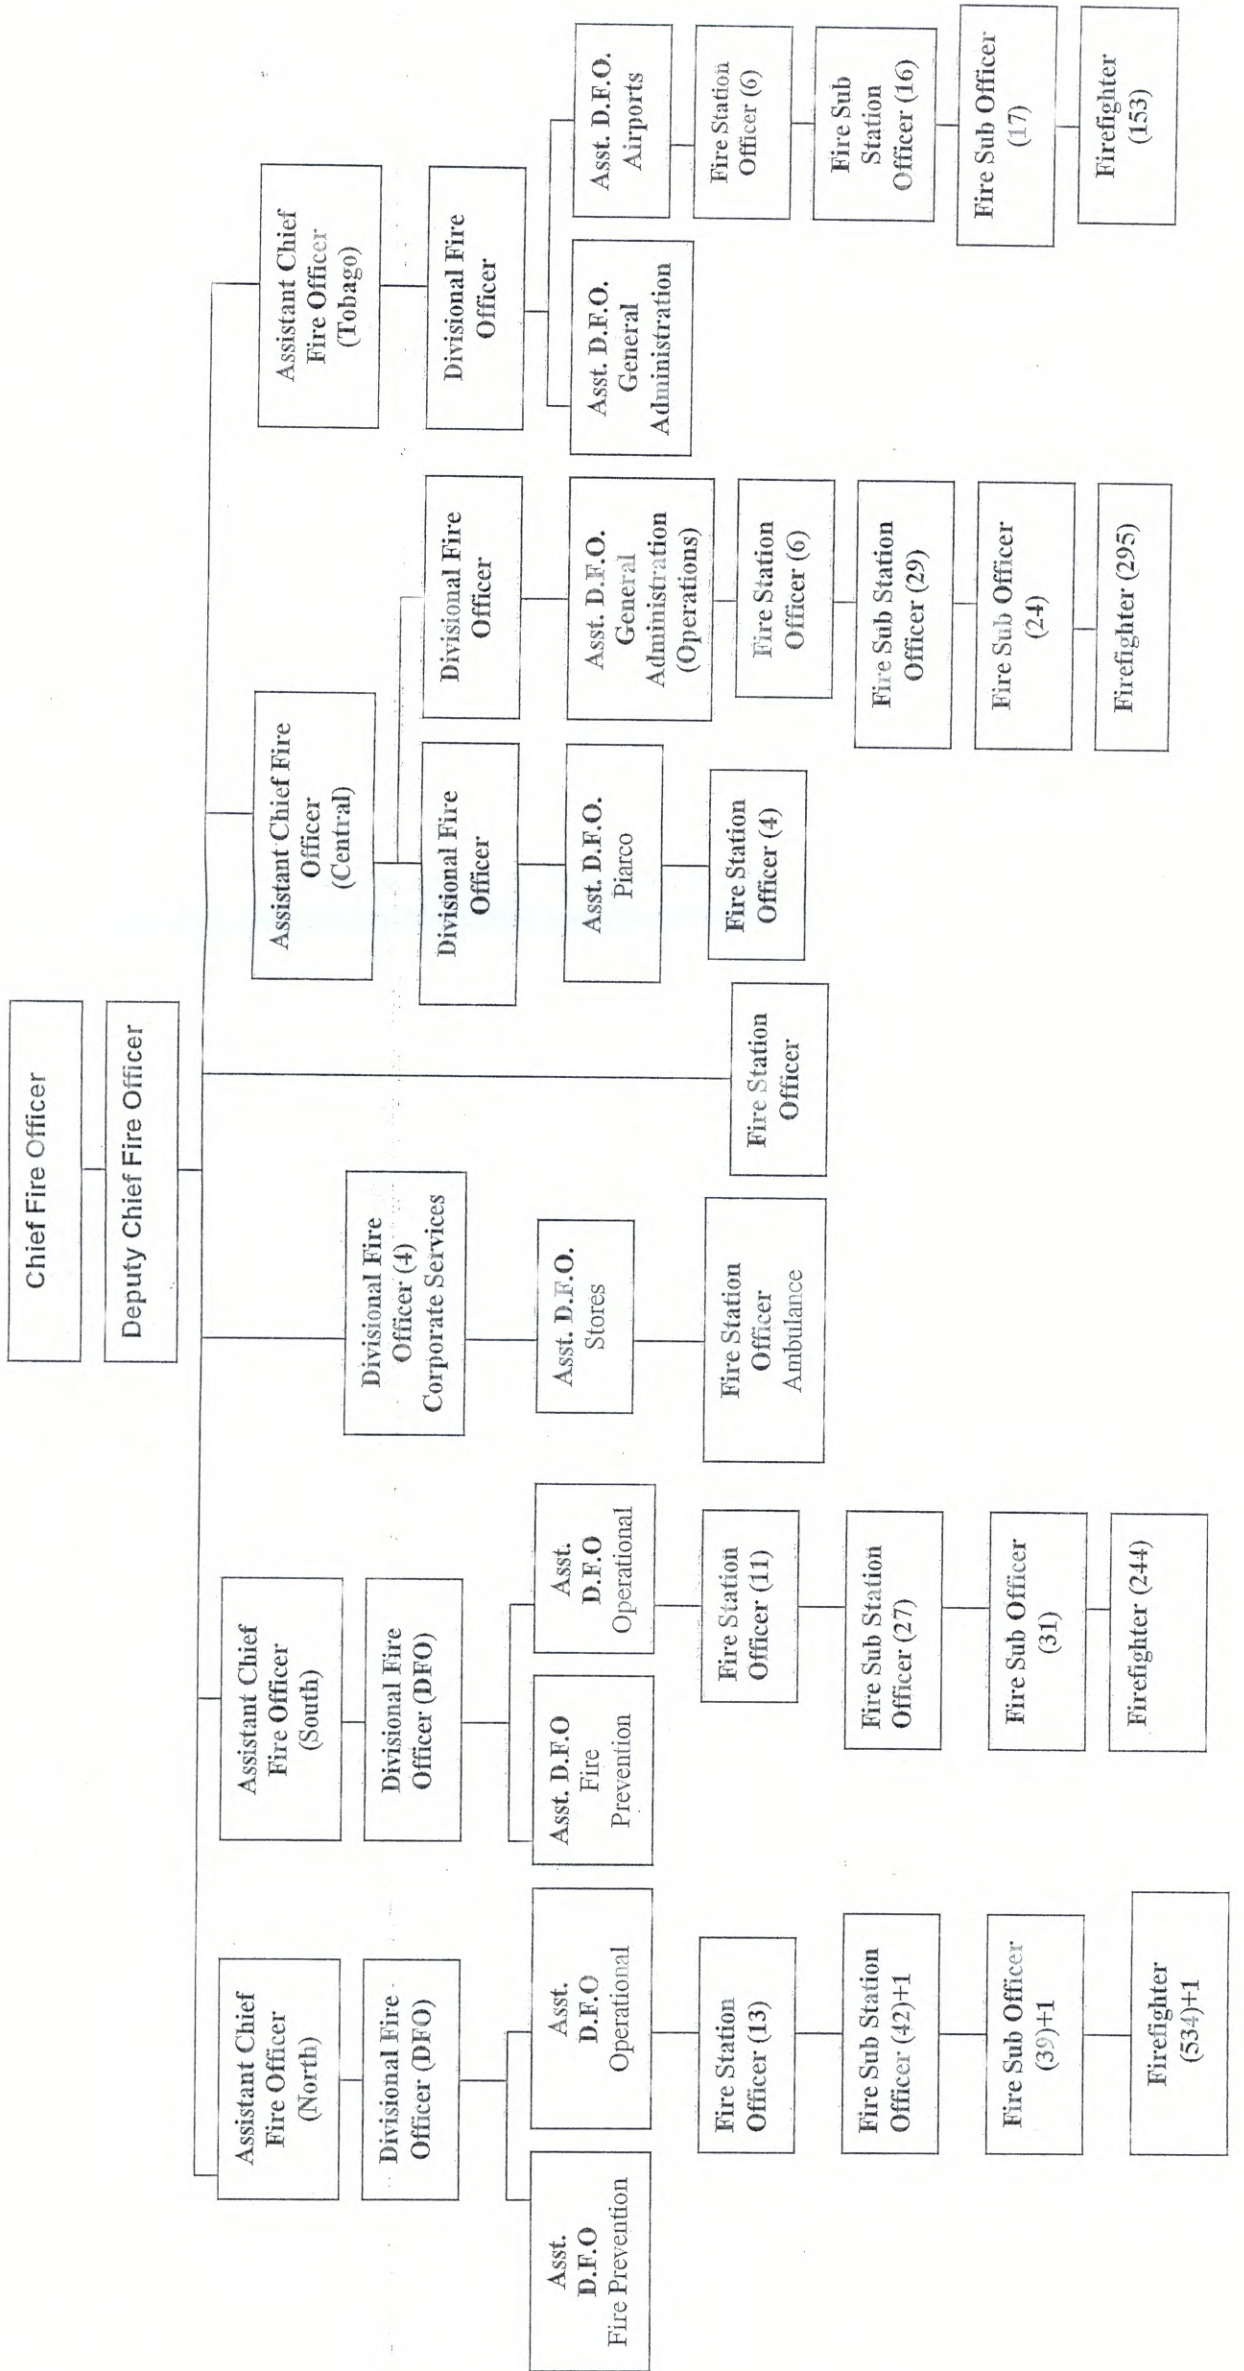 Chief Fire Officer
Deputy Chief Fire Officer
Assistant Chief
Fire Officer
(North)
Divisional Fire
Officer (DFO)
Asst.
D.F.O
Fire Prevention
Asst.
D.F.O
Operational
Fire Station
Officer (13)
Fire Sub Station
Officer (42)+1
Fire Sub Officer
(39)+1
Firefighter
(534)+1
Assistant Chief
Fire Officer
(South)
Divisional Fire
Officer (DFO)
Asst. D.F.O
Fire
Prevention
Asst.
D.F.O
Operational
Fire Station
Officer (11)
Fire Sub Station
Officer (27)
Fire Sub Officer
(31)
Firefighter (244)
Divisional Fire
Officer (4)
Corporate Services
Asst. D.F.O.
Stores
Fire Station
Officer
Ambulance
Fire Station
Officer
Assistant Chief Fire
Officer
(Central)
Divisional Fire
Officer
Asst. D.F.O.
Piarco
Fire Station
Officer (4)
Divisional Fire
Officer
Asst. D.F.O.
General
Administration
(Operations)
Fire Station
Officer (6)
Fire Sub Station
Officer (29)
Fire Sub Officer
(24)
Firefighter (295)
Assistant Chief
Fire Officer
(Tobago)
Divisional Fire
Officer
Asst. D.F.O.
General
Administration
Asst. D.F.O.
Airports
Fire Station
Officer (6)
Fire Sub
Station
Officer (16)
Fire Sub Officer
(17)
Firefighter
(153)